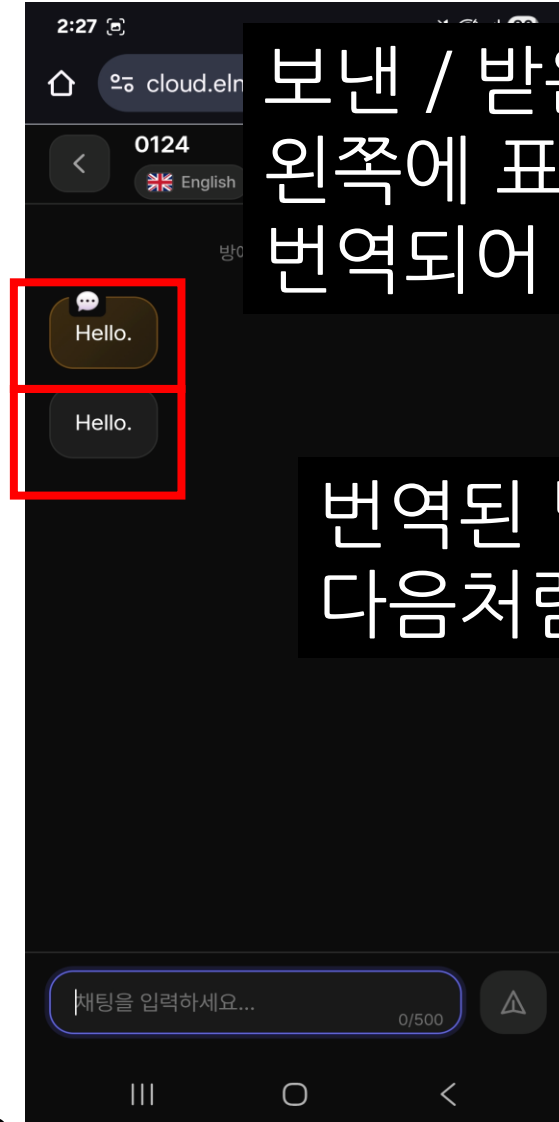 2:27
cloud.eln
보낸 / 받은
0124
왼쪽에 표
English
번역되어
Hello.
Hello.
번역된
다음처럼
채팅을 입력하세요...
0/500